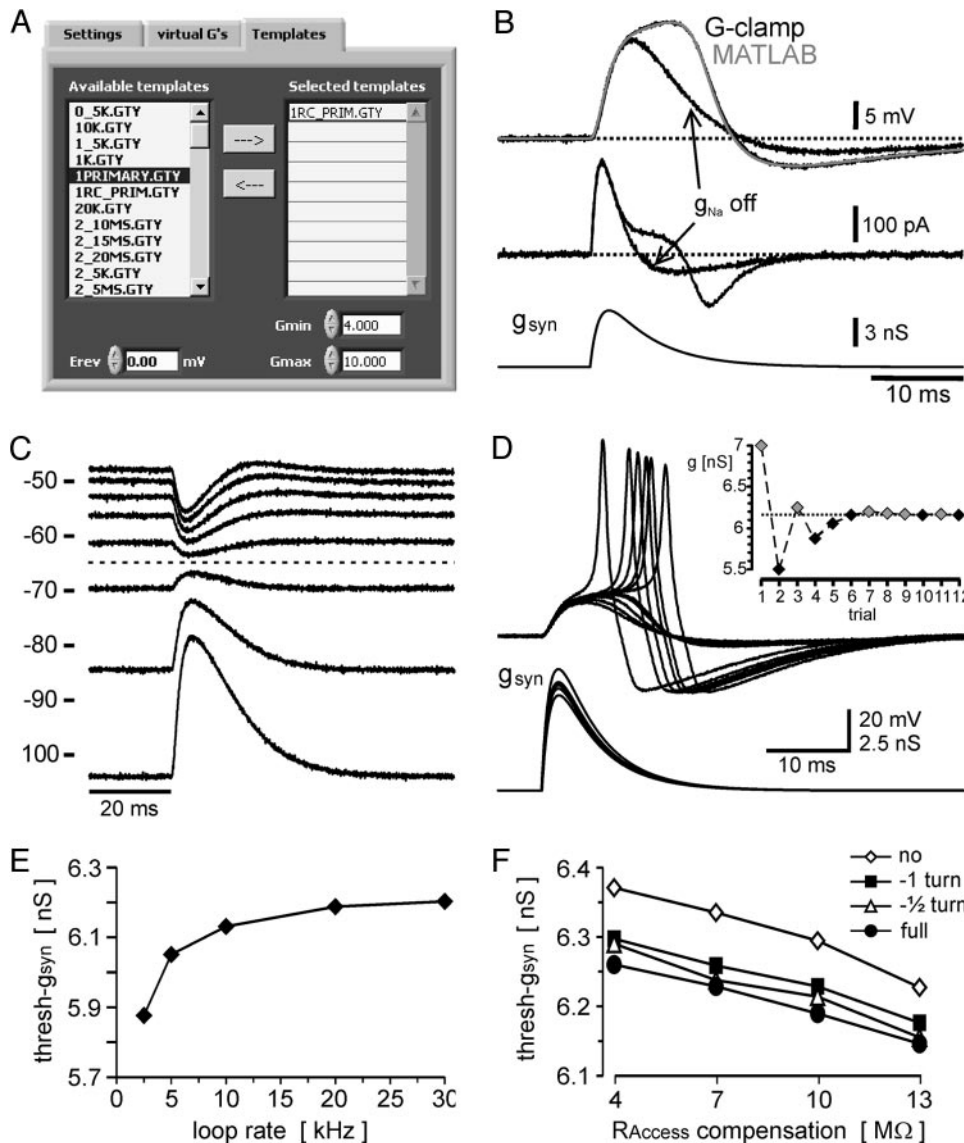 A
Settings
virtual G's
Templates
Available templates
Selected templates
0_5K.GTY
10K.GTY
1_5K.GTY
1K.GTY
1PRIMARY.GTY
1RC_PRIM.GTY
20K.GTY
2_10MS.GTY
2_15MS.GTY
2_20MS.GTY
2_5K.GTY
2_5MS.GTY
--->
<---
1RC_PRIM.GTY
Gmin 4.000
Erev 0.00 mV
Gmax 10.000
B
G-clamp
MATLAB
5 mV
gNa off
100 pA
gsyn
3 nS
10 ms
C
-50
-60
-70
-80
-90
100
20 ms
D
7
g [nS]
6.5
6
5.5
1 2 3 4 5 6 7 8 9 10 11 12
trial
gsyn
20 mV
2.5 nS
10 ms
E
6.3
6.1
5.9
5.7
thresh-gsyn [ nS ]
0 5 10 15 20 25 30
loop rate [ kHz ]
F
no
-1 turn
-½ turn
full
6.4
6.3
6.2
6.1
thresh-gsyn [ nS ]
4 7 10 13
RAccess compensation [ MΩ ]